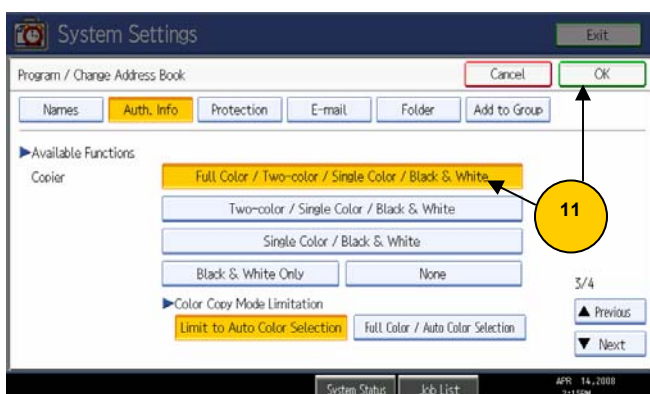 System Settings
Exit
Program / Change Address Book
Cancel
OK
Names
Auth. Info
Protection
E-mail
Folder
Add to Group
▶Available Functions
Copier
Full Color / Two-color / Single Color / Black & White
Two-color / Single Color / Black & White
11
Single Color / Black & White
Black & White Only
None
3/4
▶Color Copy Mode Limitation
▲ Previous
Limit to Auto Color Selection
Full Color / Auto Color Selection
▼ Next
System Status
Job List
APR 14,2008
2:15PM